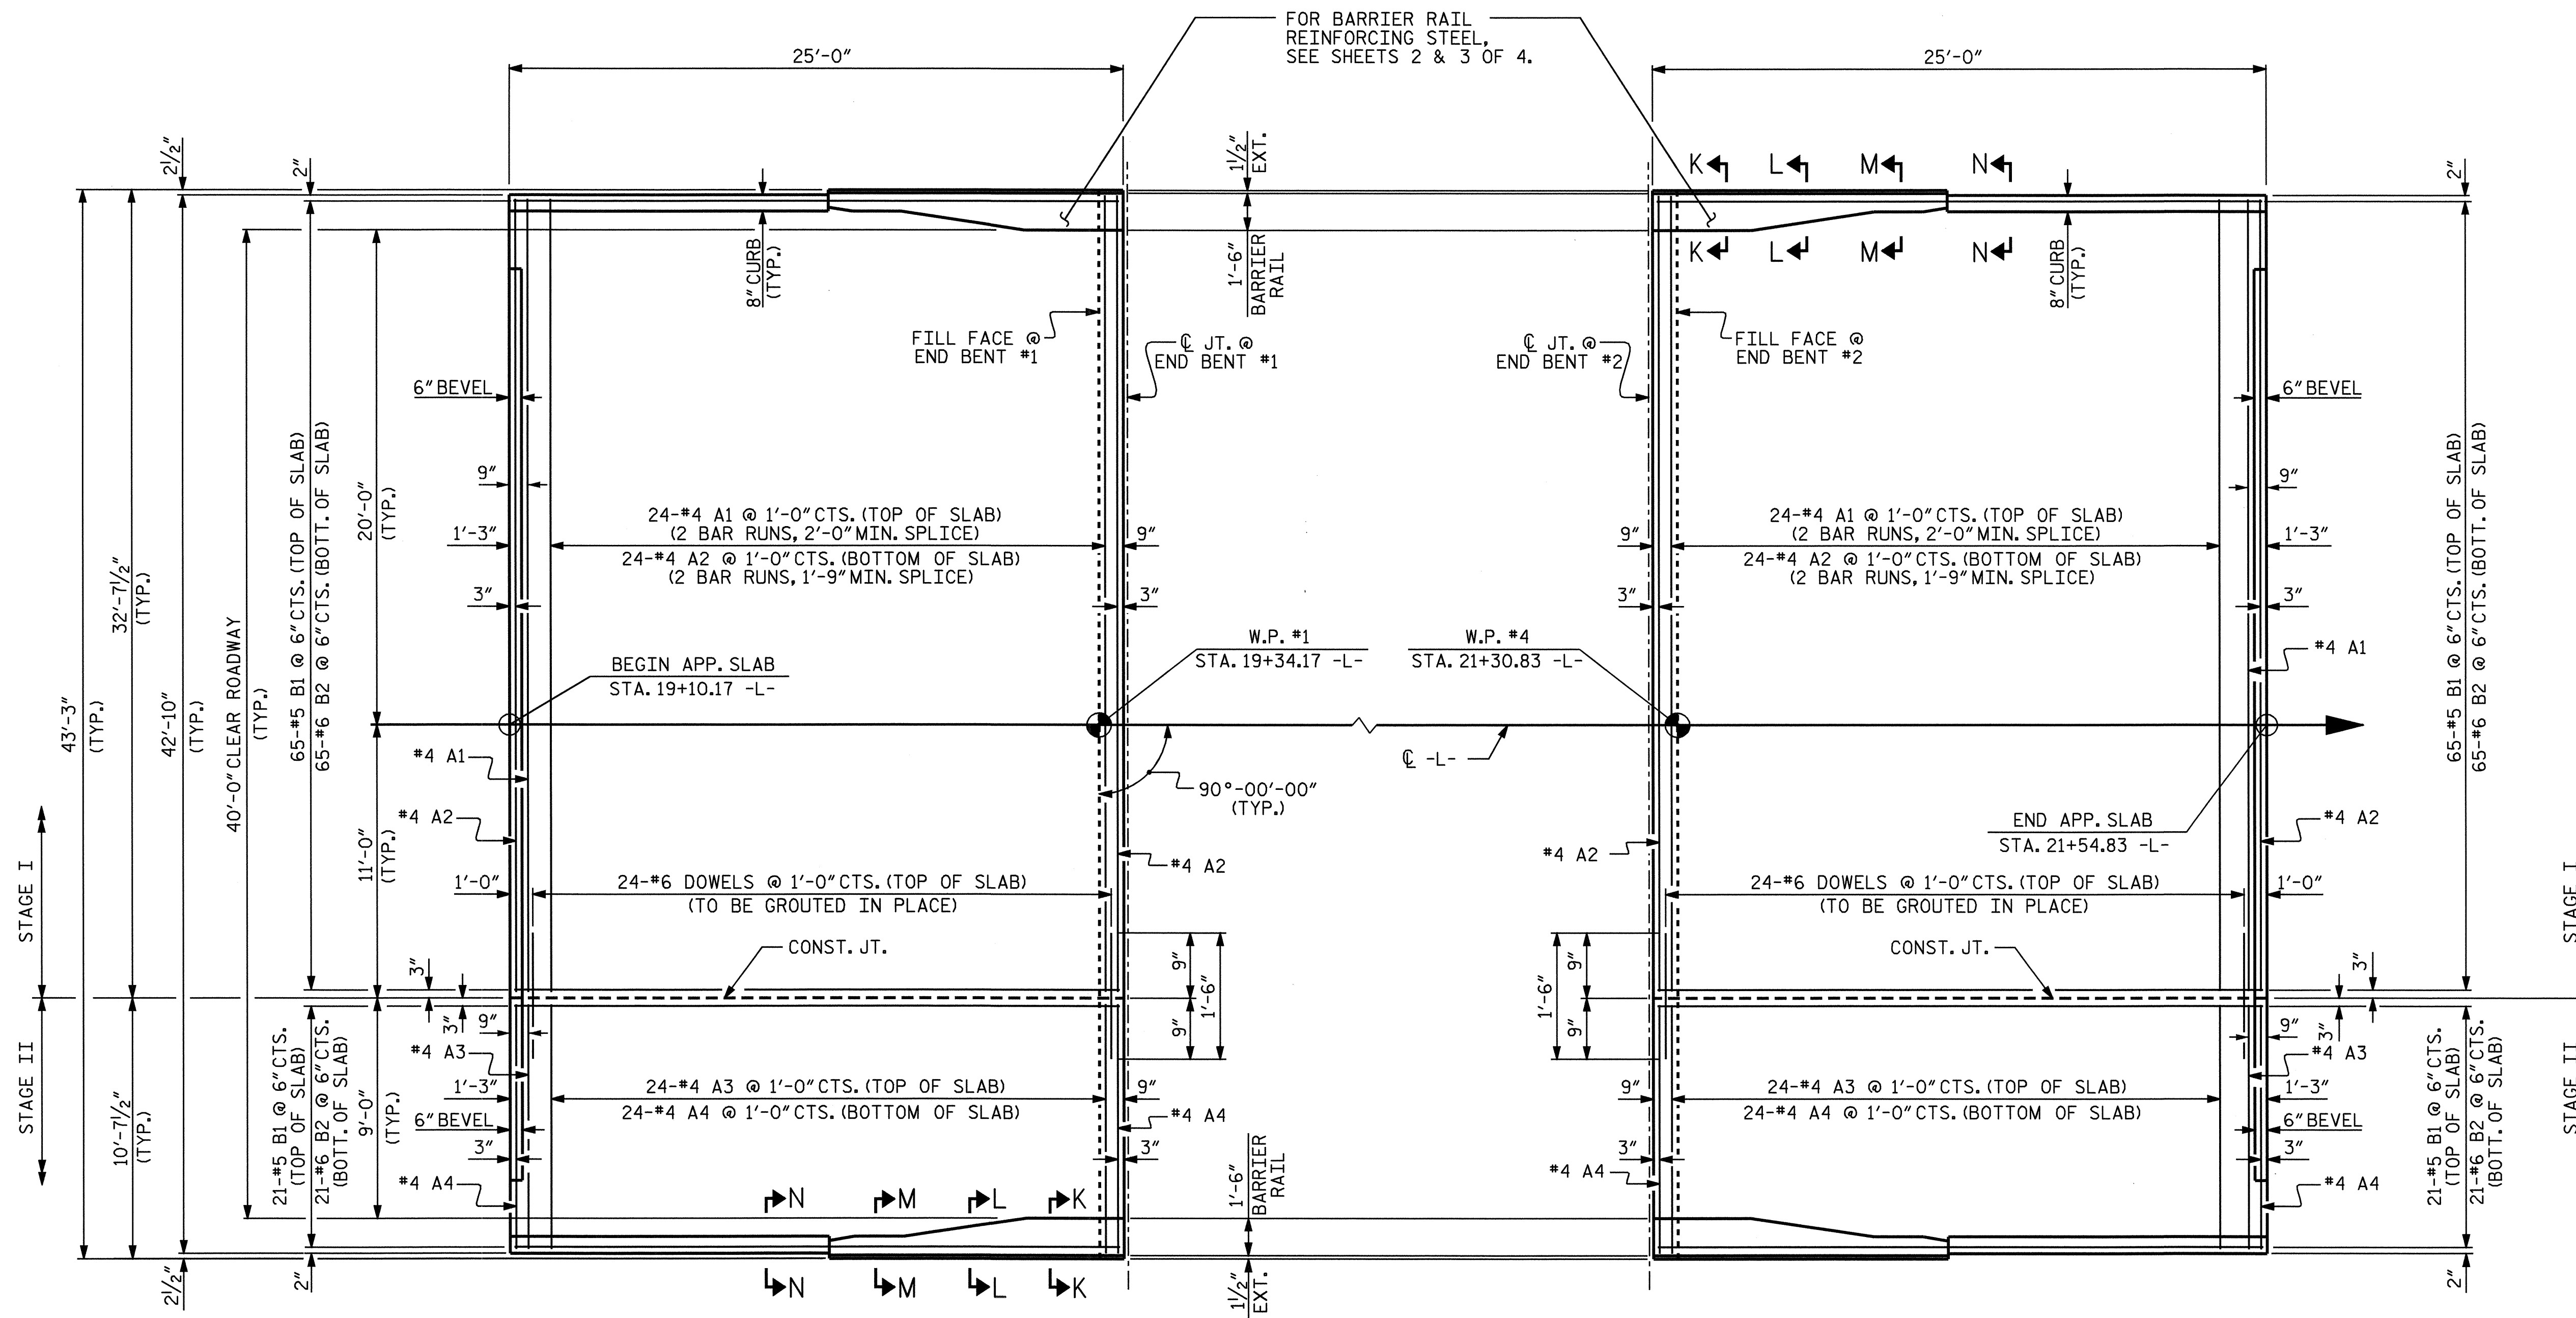 FOR BARRIER RAIL
REINFORCING STEEL,
SEE SHEETS 2 & 3 OF 4.
25'-0"
25'-0"
2½"
2"
1½"
EXT.
K
L
M
N
2"
8" CURB
(TYP.)
1'-6"
BARRIER
RAIL
K
L
M
N
8" CURB
(TYP.)
FILL FACE @
END BENT #1
℄ JT. @
END BENT #1
℄ JT. @
END BENT #2
FILL FACE @
END BENT #2
6" BEVEL
6" BEVEL
43'-3"
(TYP.)
32'-7½"
(TYP.)
42'-10"
(TYP.)
40'-0" CLEAR ROADWAY
(TYP.)
65-#5 B1 @ 6" CTS. (TOP OF SLAB)
65-#6 B2 @ 6" CTS. (BOTT. OF SLAB)
20'-0"
(TYP.)
9"
1'-3"
3"
24-#4 A1 @ 1'-0" CTS. (TOP OF SLAB)
(2 BAR RUNS, 2'-0" MIN. SPLICE)
24-#4 A2 @ 1'-0" CTS. (BOTTOM OF SLAB)
(2 BAR RUNS, 1'-9" MIN. SPLICE)
9"
3"
9"
3"
24-#4 A1 @ 1'-0" CTS. (TOP OF SLAB)
(2 BAR RUNS, 2'-0" MIN. SPLICE)
24-#4 A2 @ 1'-0" CTS. (BOTTOM OF SLAB)
(2 BAR RUNS, 1'-9" MIN. SPLICE)
9"
1'-3"
3"
65-#5 B1 @ 6" CTS. (TOP OF SLAB)
65-#6 B2 @ 6" CTS. (BOTT. OF SLAB)
BEGIN APP. SLAB
STA. 19+10.17 -L-
W.P. #1
STA. 19+34.17 -L-
W.P. #4
STA. 21+30.83 -L-
#4 A1
#4 A1
#4 A2
℄ -L-
90°-00'-00"
(TYP.)
END APP. SLAB
STA. 21+54.83 -L-
#4 A2
11'-0"
(TYP.)
#4 A2
#4 A2
STAGE I
1'-0"
24-#6 DOWELS @ 1'-0" CTS. (TOP OF SLAB)
(TO BE GROUTED IN PLACE)
24-#6 DOWELS @ 1'-0" CTS. (TOP OF SLAB)
(TO BE GROUTED IN PLACE)
1'-0"
STAGE I
CONST. JT.
CONST. JT.
3"
3"
9"
9"
1'-6"
1'-6"
9"
9"
3"
3"
STAGE II
10'-7½"
(TYP.)
21-#5 B1 @ 6" CTS.
(TOP OF SLAB)
21-#6 B2 @ 6" CTS.
(BOTT. OF SLAB)
9'-0"
(TYP.)
9"
#4 A3
1'-3"
6" BEVEL
3"
#4 A4
24-#4 A3 @ 1'-0" CTS. (TOP OF SLAB)
24-#4 A4 @ 1'-0" CTS. (BOTTOM OF SLAB)
9"
#4 A4
3"
9"
3"
#4 A4
24-#4 A3 @ 1'-0" CTS. (TOP OF SLAB)
24-#4 A4 @ 1'-0" CTS. (BOTTOM OF SLAB)
9"
#4 A3
1'-3"
6" BEVEL
3"
#4 A4
21-#5 B1 @ 6" CTS.
(TOP OF SLAB)
21-#6 B2 @ 6" CTS.
(BOTT. OF SLAB)
STAGE II
N
M
L
K
1'-6"
BARRIER
RAIL
2½"
2"
N
M
L
K
1½"
EXT.
2"